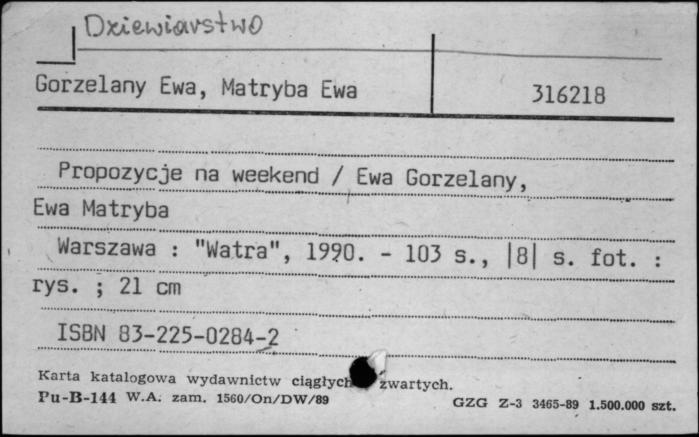 Dziewiarstwo
Gorzelany Ewa, Matryba Ewa 316218
Propozycje na weekend / Ewa Gorzelany,
Ewa Matryba
Warszawa : "Watra", 1990. - 103 s., |8| s. fot. :
rys. ; 21 cm
ISBN 83-225-0284-2
Karta katalogowa wydawnictw ciągłych zwartych.
Pu-B-144 W.A. zam. 1560/On/DW/89 GZG Z-3 3465-89 1.500.000 szt.